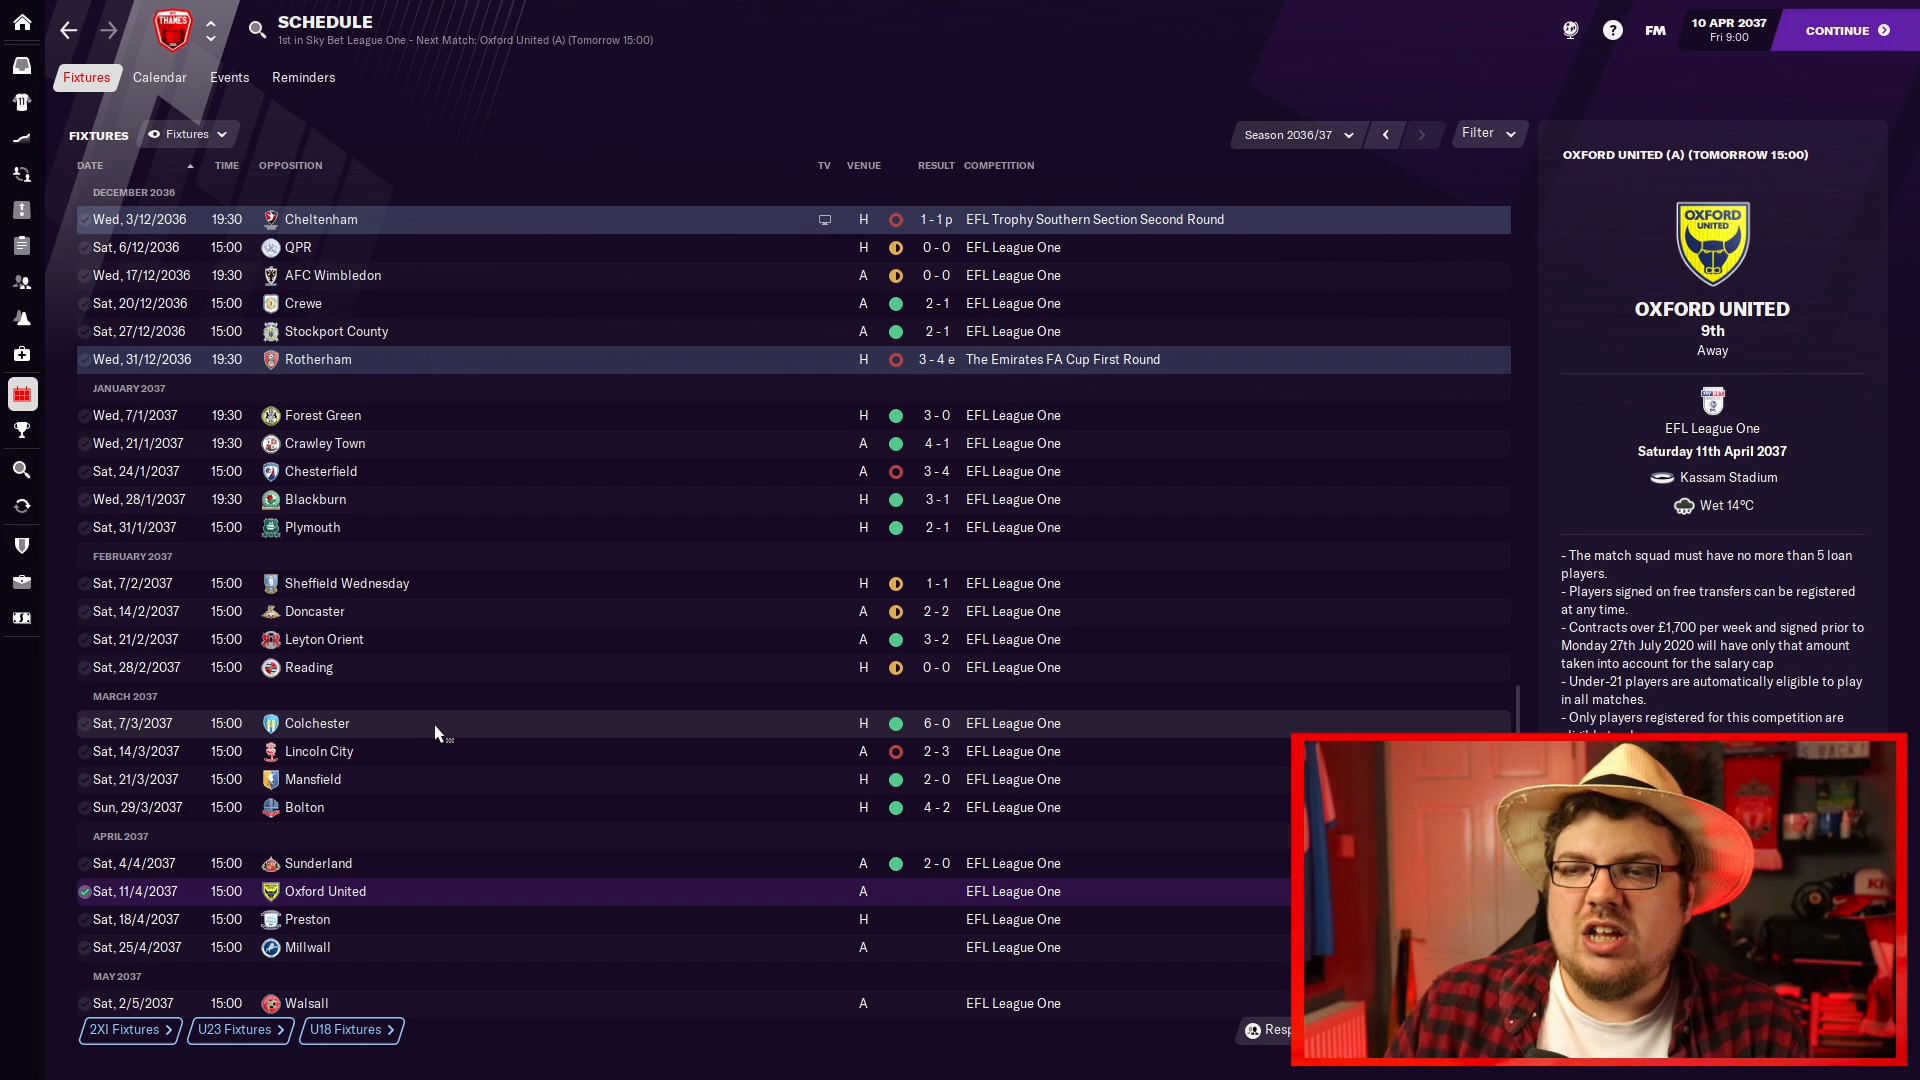 THAMES
SCHEDULE
1st in Sky Bet League One - Next Match: Oxford United (A) (Tomorrow 15:00)
FM
10 APR 2037
Fri 9:00
CONTINUE
Fixtures Calendar Events Reminders
FIXTURES Fixtures Season 2036/37 Filter
DATE TIME OPPOSITION TV VENUE RESULT COMPETITION
DECEMBER 2036
Wed, 3/12/2036 19:30 Cheltenham H 1 - 1 p EFL Trophy Southern Section Second Round
Sat, 6/12/2036 15:00 QPR H 0 - 0 EFL League One
Wed, 17/12/2036 19:30 AFC Wimbledon A 0 - 0 EFL League One
Sat, 20/12/2036 15:00 Crewe A 2 - 1 EFL League One
Sat, 27/12/2036 15:00 Stockport County A 2 - 1 EFL League One
Wed, 31/12/2036 19:30 Rotherham H 3 - 4 e The Emirates FA Cup First Round
JANUARY 2037
Wed, 7/1/2037 19:30 Forest Green H 3 - 0 EFL League One
Wed, 21/1/2037 19:30 Crawley Town A 4 - 1 EFL League One
Sat, 24/1/2037 15:00 Chesterfield A 3 - 4 EFL League One
Wed, 28/1/2037 19:30 Blackburn H 3 - 1 EFL League One
Sat, 31/1/2037 15:00 Plymouth H 2 - 1 EFL League One
FEBRUARY 2037
Sat, 7/2/2037 15:00 Sheffield Wednesday H 1 - 1 EFL League One
Sat, 14/2/2037 15:00 Doncaster A 2 - 2 EFL League One
Sat, 21/2/2037 15:00 Leyton Orient A 3 - 2 EFL League One
Sat, 28/2/2037 15:00 Reading H 0 - 0 EFL League One
MARCH 2037
Sat, 7/3/2037 15:00 Colchester H 6 - 0 EFL League One
Sat, 14/3/2037 15:00 Lincoln City A 2 - 3 EFL League One
Sat, 21/3/2037 15:00 Mansfield H 2 - 0 EFL League One
Sun, 29/3/2037 15:00 Bolton H 4 - 2 EFL League One
APRIL 2037
Sat, 4/4/2037 15:00 Sunderland A 2 - 0 EFL League One
Sat, 11/4/2037 15:00 Oxford United A EFL League One
Sat, 18/4/2037 15:00 Preston H EFL League One
Sat, 25/4/2037 15:00 Millwall A EFL League One
MAY 2037
Sat, 2/5/2037 15:00 Walsall A EFL League One
2XI Fixtures U23 Fixtures U18 Fixtures Resp
OXFORD UNITED (A) (TOMORROW 15:00)
OXFORD
UNITED
OXFORD UNITED
9th
Away
EFL League One
Saturday 11th April 2037
Kassam Stadium
Wet 14°C
- The match squad must have no more than 5 loan
players.
- Players signed on free transfers can be registered
at any time.
- Contracts over £1,700 per week and signed prior to
Monday 27th July 2020 will have only that amount
taken into account for the salary cap
- Under-21 players are automatically eligible to play
in all matches.
- Only players registered for this competition are